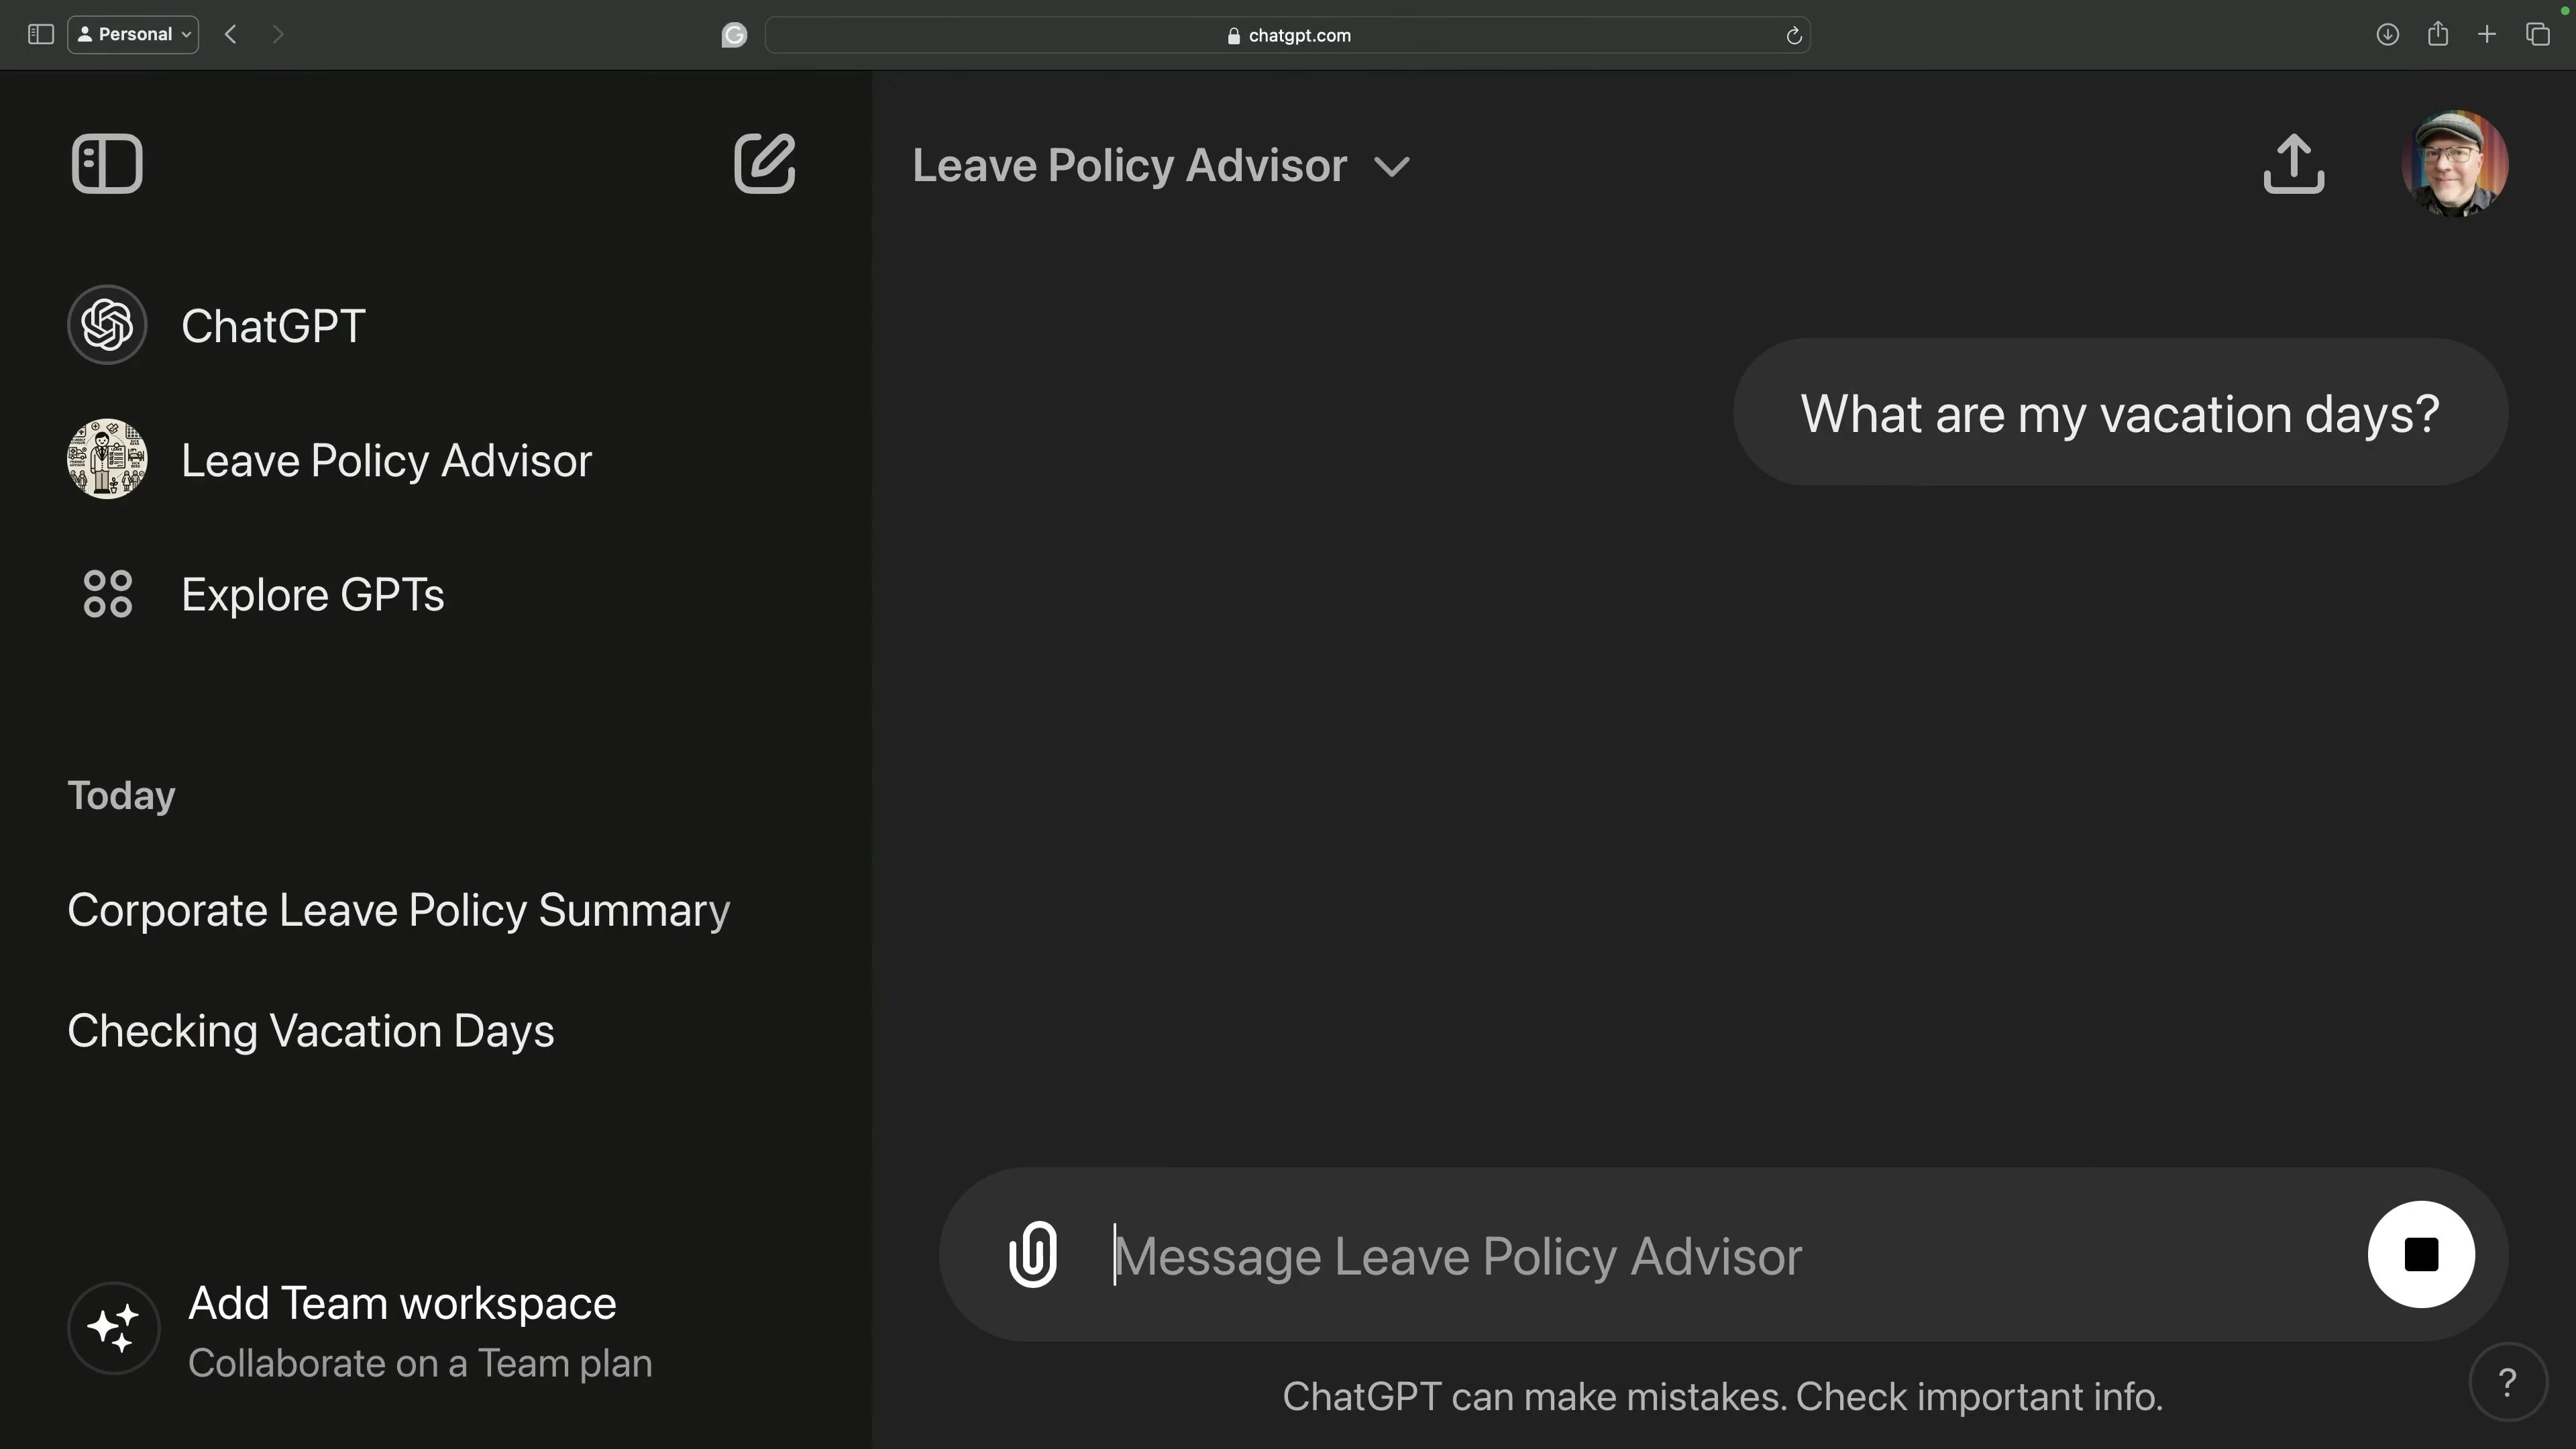 Personal
chatgpt.com
Leave Policy Advisor
ChatGPT
Leave Policy Advisor
Explore GPTs
Today
Corporate Leave Policy Summary
Checking Vacation Days
Add Team workspace
Collaborate on a Team plan
What are my vacation days?
Message Leave Policy Advisor
ChatGPT can make mistakes. Check important info.
?